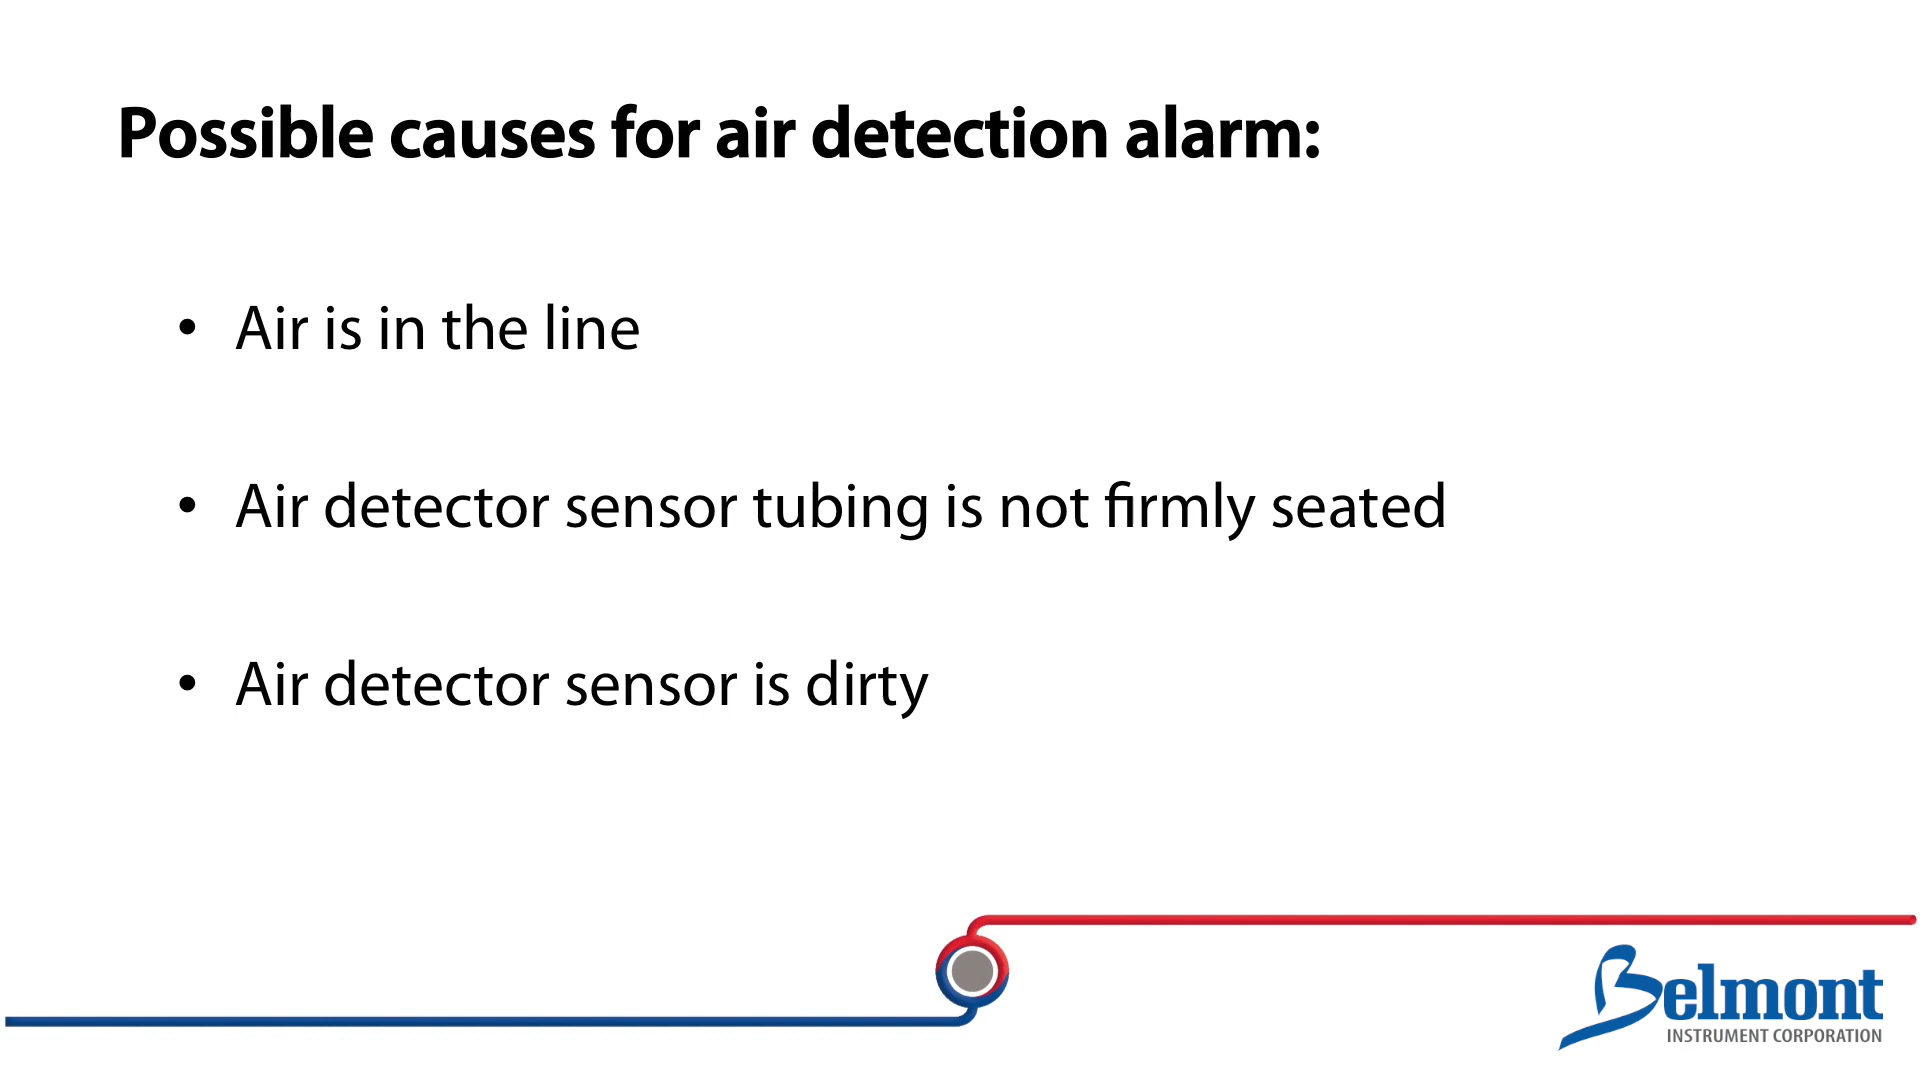 Possible causes for air detection alarm:
• Air is in the line
• Air detector sensor tubing is not firmly seated
• Air detector sensor is dirty
Belmont
INSTRUMENT CORPORATION